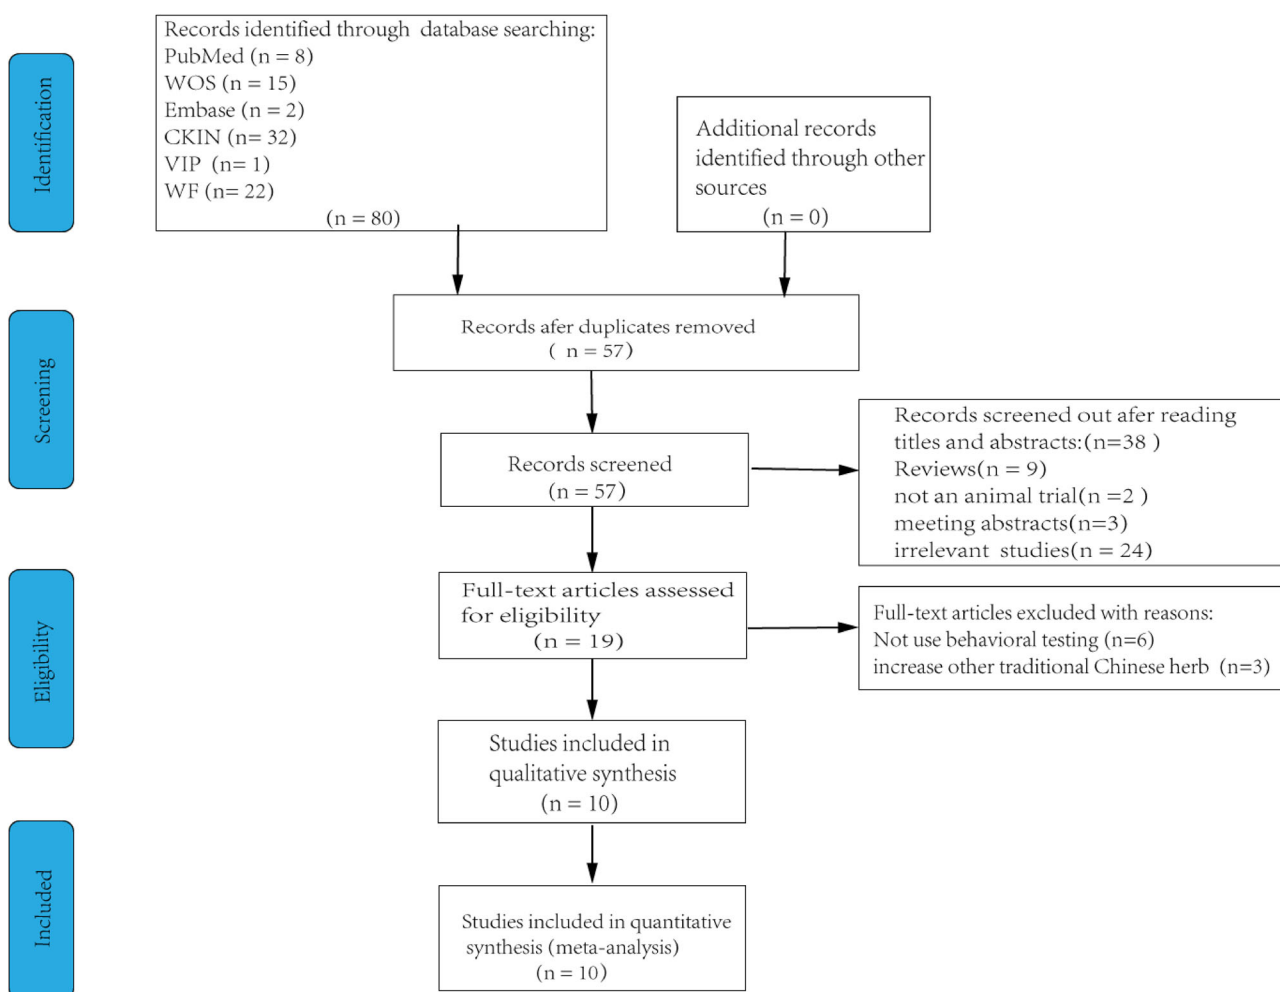 Identification
Records identified through database searching:
PubMed (n = 8)
WOS (n = 15)
Embase (n = 2)
CKIN (n= 32)
VIP (n= 1)
WF (n= 22)
(n = 80)
Additional records
identified through other
sources
(n = 0)
Screening
Records afer duplicates removed
( n = 57)
Records screened
(n = 57)
Records screened out afer reading
titles and abstracts:(n=38 )
Reviews(n = 9)
not an animal trial(n =2 )
meeting abstracts(n=3)
irrelevant studies(n = 24)
Eligibility
Full-text articles assessed
for eligibility
(n = 19)
Full-text articles excluded with reasons:
Not use behavioral testing (n=6)
increase other traditional Chinese herb (n=3)
Studies included in
qualitative synthesis
(n = 10)
Included
Studies included in quantitative
synthesis (meta-analysis)
(n = 10)